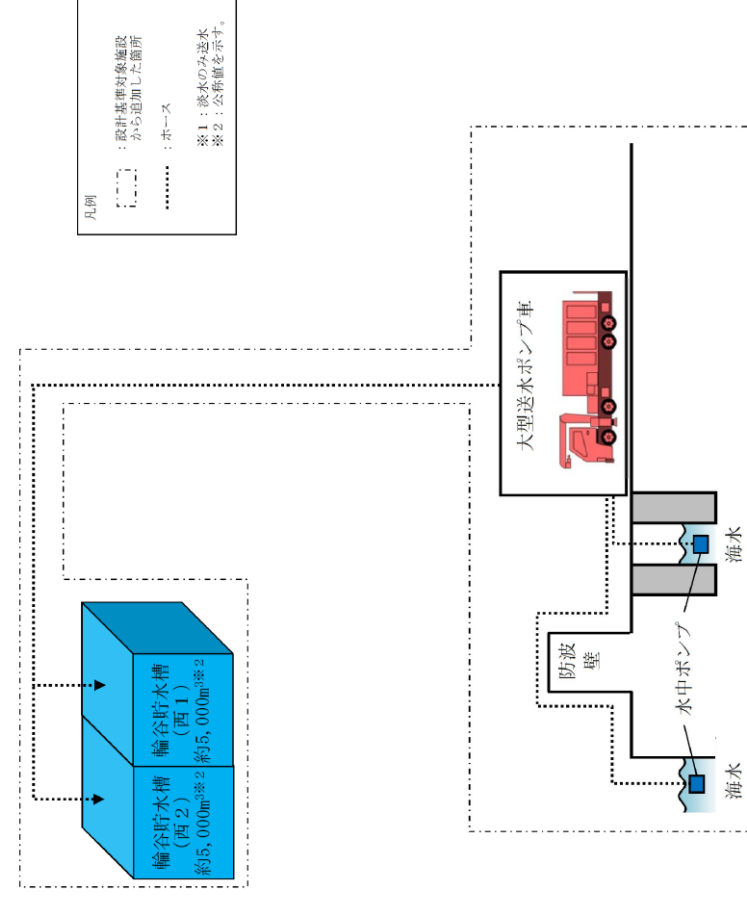 凡例
：設計基準対象施設
から追加した箇所
：ホース
※1：淡水のみ送水
※2：公称値を示す。
輪谷貯水槽
（西2）
約5,000m³※2
輪谷貯水槽
（西1）
約5,000m³※2
大型送水ポンプ車
防波
壁
水中ポンプ
海水
海水